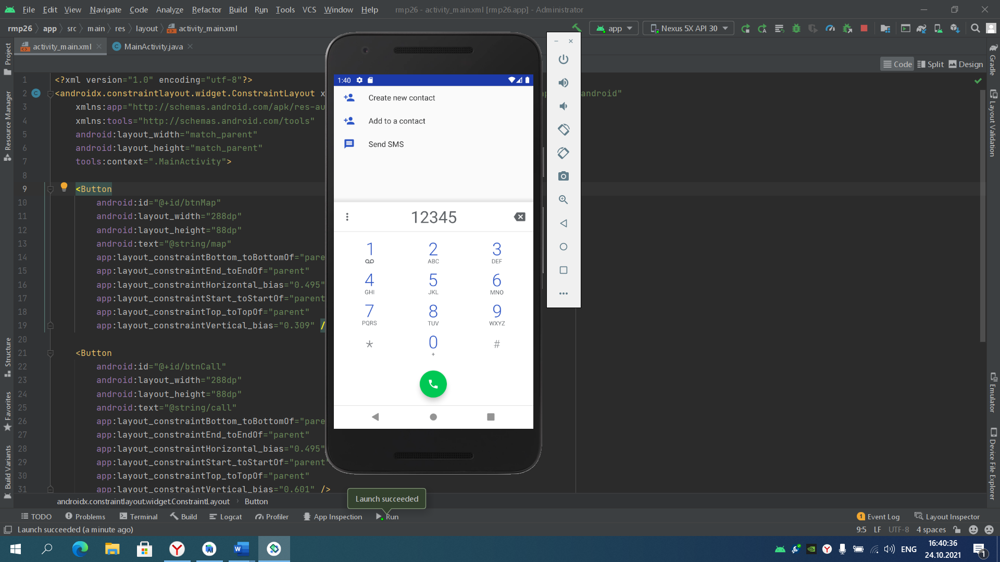 File Edit View Navigate Code Analyze Refactor Build Run Tools VCS Window Help rmp26 - activity_main.xml [rmp26.app] - Administrator
rmp26 app src main res layout activity_main.xml app Nexus 5X API 30
activity_main.xml MainActivity.java
Code Split Design
Project
Resource Manager
Structure
Favorites
Build Variants
1 <?xml version="1.0" encoding="utf-8"?>
2 <androidx.constraintlayout.widget.ConstraintLayout x android"
3 xmlns:app="http://schemas.android.com/apk/res-au
4 xmlns:tools="http://schemas.android.com/tools"
5 android:layout_width="match_parent"
6 android:layout_height="match_parent"
7 tools:context=".MainActivity">
8
9 <Button
10 android:id="@+id/btnMap"
11 android:layout_width="288dp"
12 android:layout_height="88dp"
13 android:text="@string/map"
14 app:layout_constraintBottom_toBottomOf="pare
15 app:layout_constraintEnd_toEndOf="parent"
16 app:layout_constraintHorizontal_bias="0.495"
17 app:layout_constraintStart_toStartOf="parent
18 app:layout_constraintTop_toTopOf="parent"
19 app:layout_constraintVertical_bias="0.309" /
20
21 <Button
22 android:id="@+id/btnCall"
23 android:layout_width="288dp"
24 android:layout_height="88dp"
25 android:text="@string/call"
26 app:layout_constraintBottom_toBottomOf="pare
27 app:layout_constraintEnd_toEndOf="parent"
28 app:layout_constraintHorizontal_bias="0.495"
29 app:layout_constraintStart_toStartOf="parent"
30 app:layout_constraintTop_toTopOf="parent"
31 app:layout_constraintVertical_bias="0.601" />
1:40
Create new contact
Add to a contact
Send SMS
12345
1 2 3
ABC DEF
4 5 6
GHI JKL MNO
7 8 9
PQRS TUV WXYZ
* 0 #
+
Gradle
Layout Validation
Emulator
Device File Explorer
androidx.constraintlayout.widget.ConstraintLayout Button
Launch succeeded
TODO Problems Terminal Build Logcat Profiler App Inspection Run 1 Event Log Layout Inspector
Launch succeeded (a minute ago) 9:5 LF UTF-8 4 spaces
ENG
16:40:36
24.10.2021
1